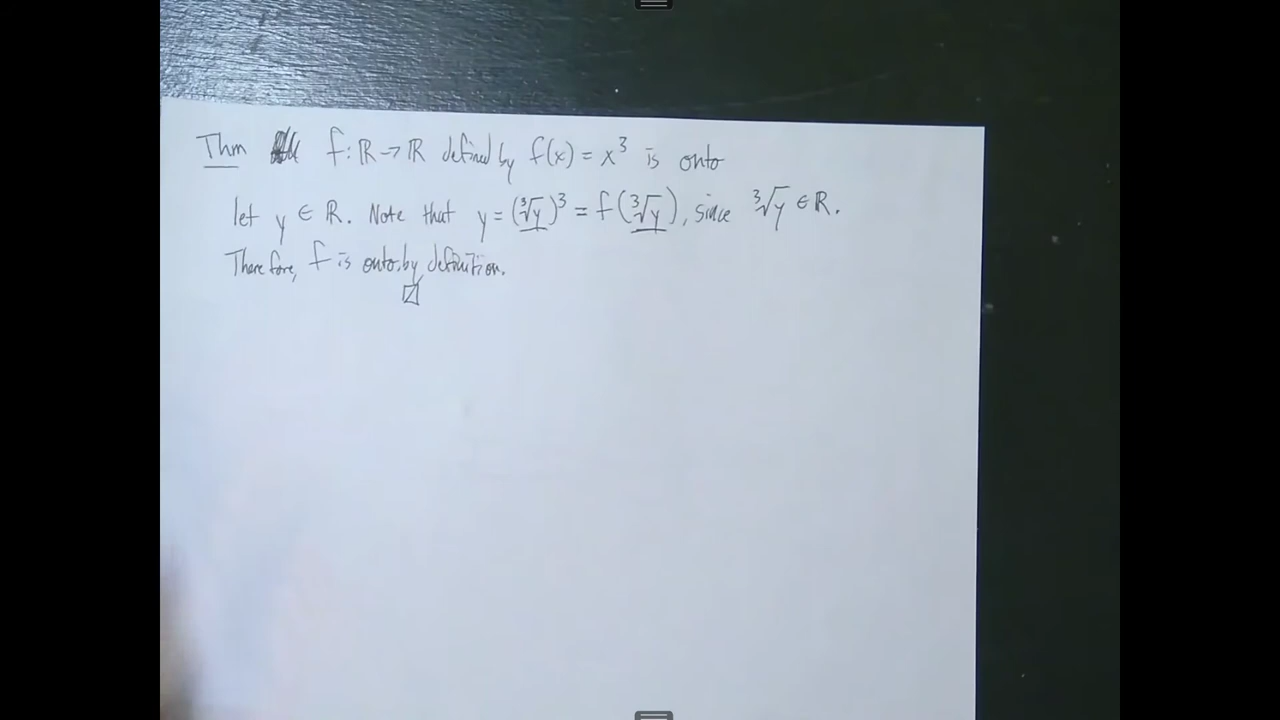 Thm f: ℝ → ℝ defined by f(x) = x³ is onto
let y ∈ ℝ. Note that y = (∛y)³ = f(∛y), since ∛y ∈ ℝ.
Therefore, f is onto, by definition.